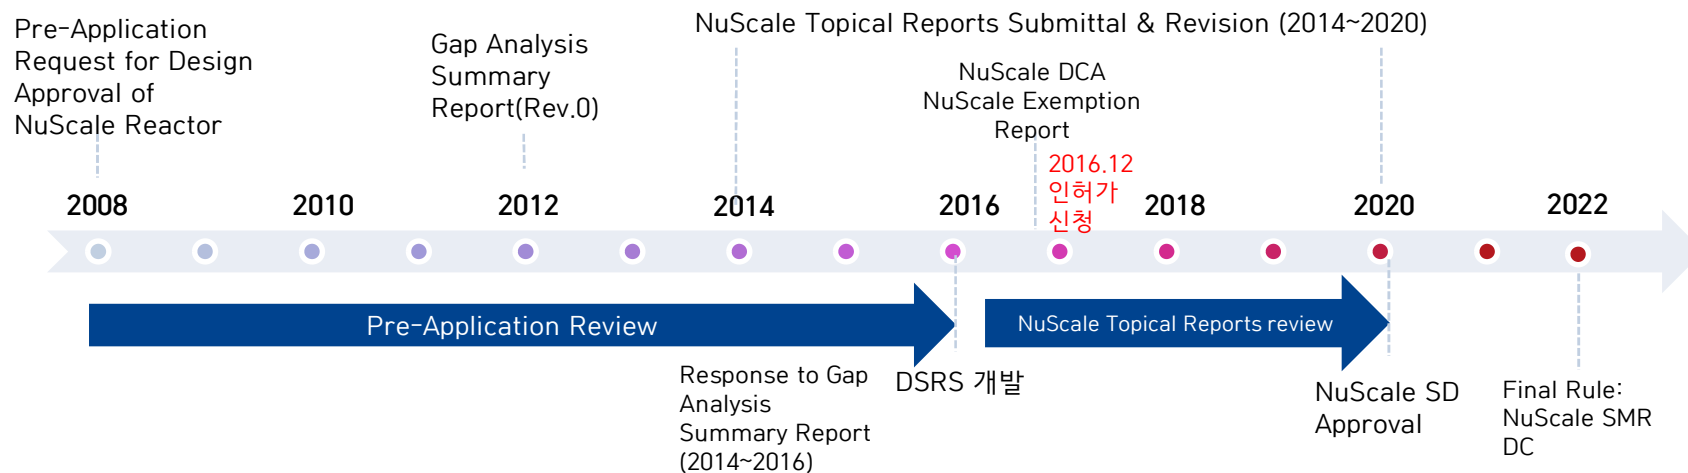 Pre-Application
Request for Design
Approval of
NuScale Reactor
Gap Analysis
Summary
Report(Rev.0)
NuScale Topical Reports Submittal & Revision (2014~2020)
NuScale DCA
NuScale Exemption
Report
2016.12
인허가
신청
2008
2010
2012
2014
2016
2018
2020
2022
Pre-Application Review
NuScale Topical Reports review
Response to Gap
Analysis
Summary Report
(2014~2016)
DSRS 개발
NuScale SD
Approval
Final Rule:
NuScale SMR
DC